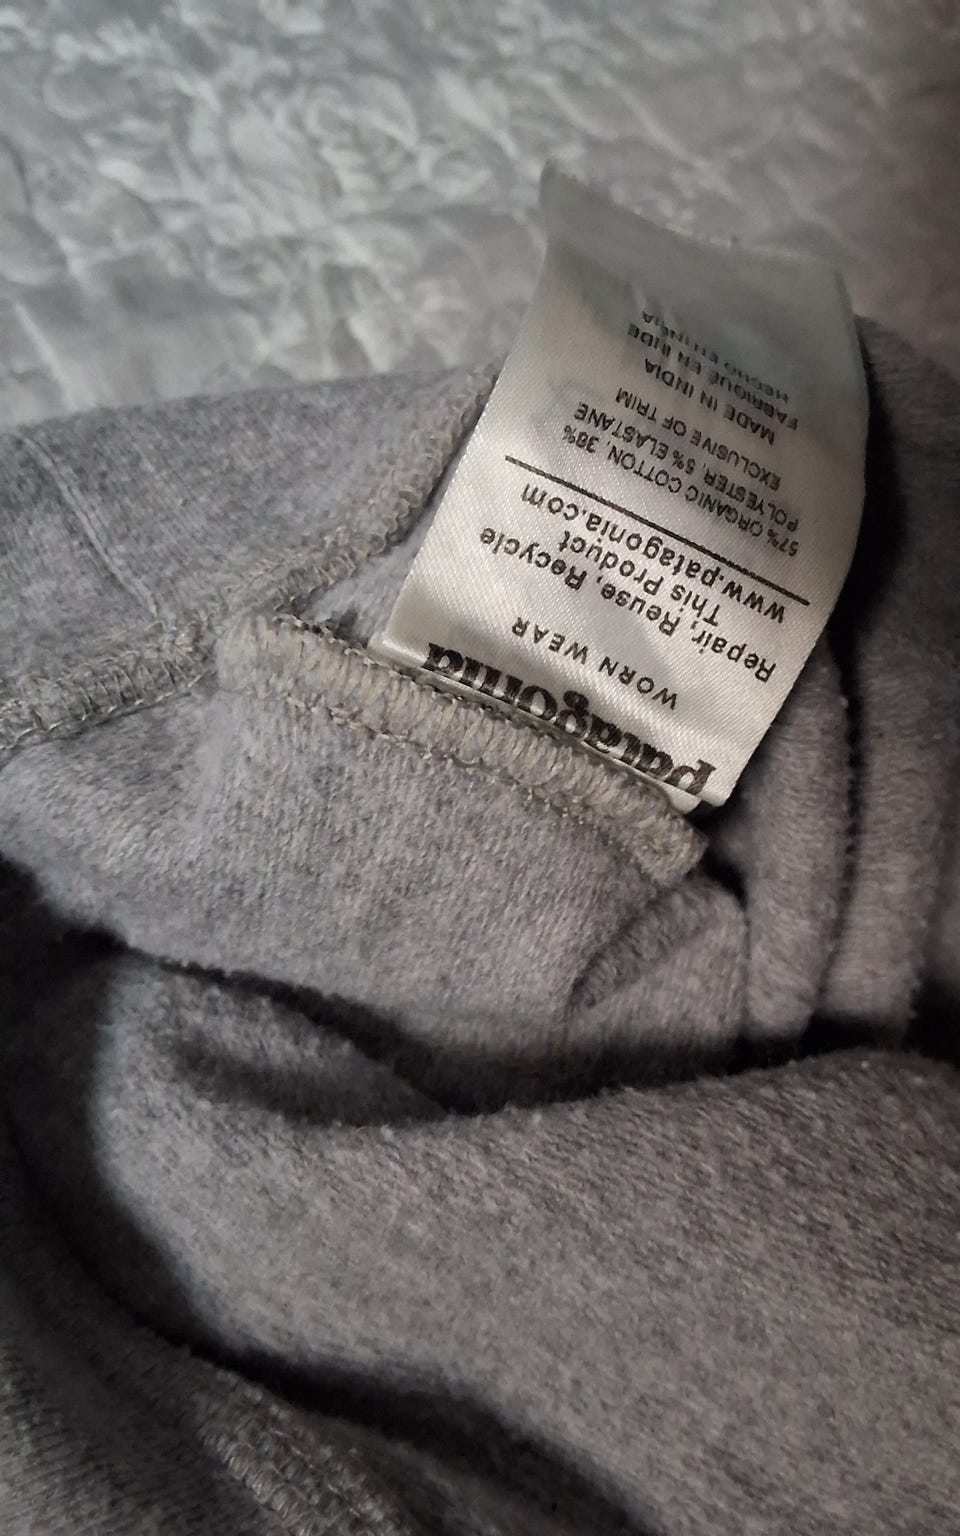 patagonia
WORN WEAR
Repair, Reuse, Recycle
This Product
www.patagonia.com
57% ORGANIC COTTON, 38%
POLYESTER, 5% ELASTANE
EXCLUSIVE OF TRIM
MADE IN INDIA
FABRIQUÉ EN INDE
HECHO EN INDIA